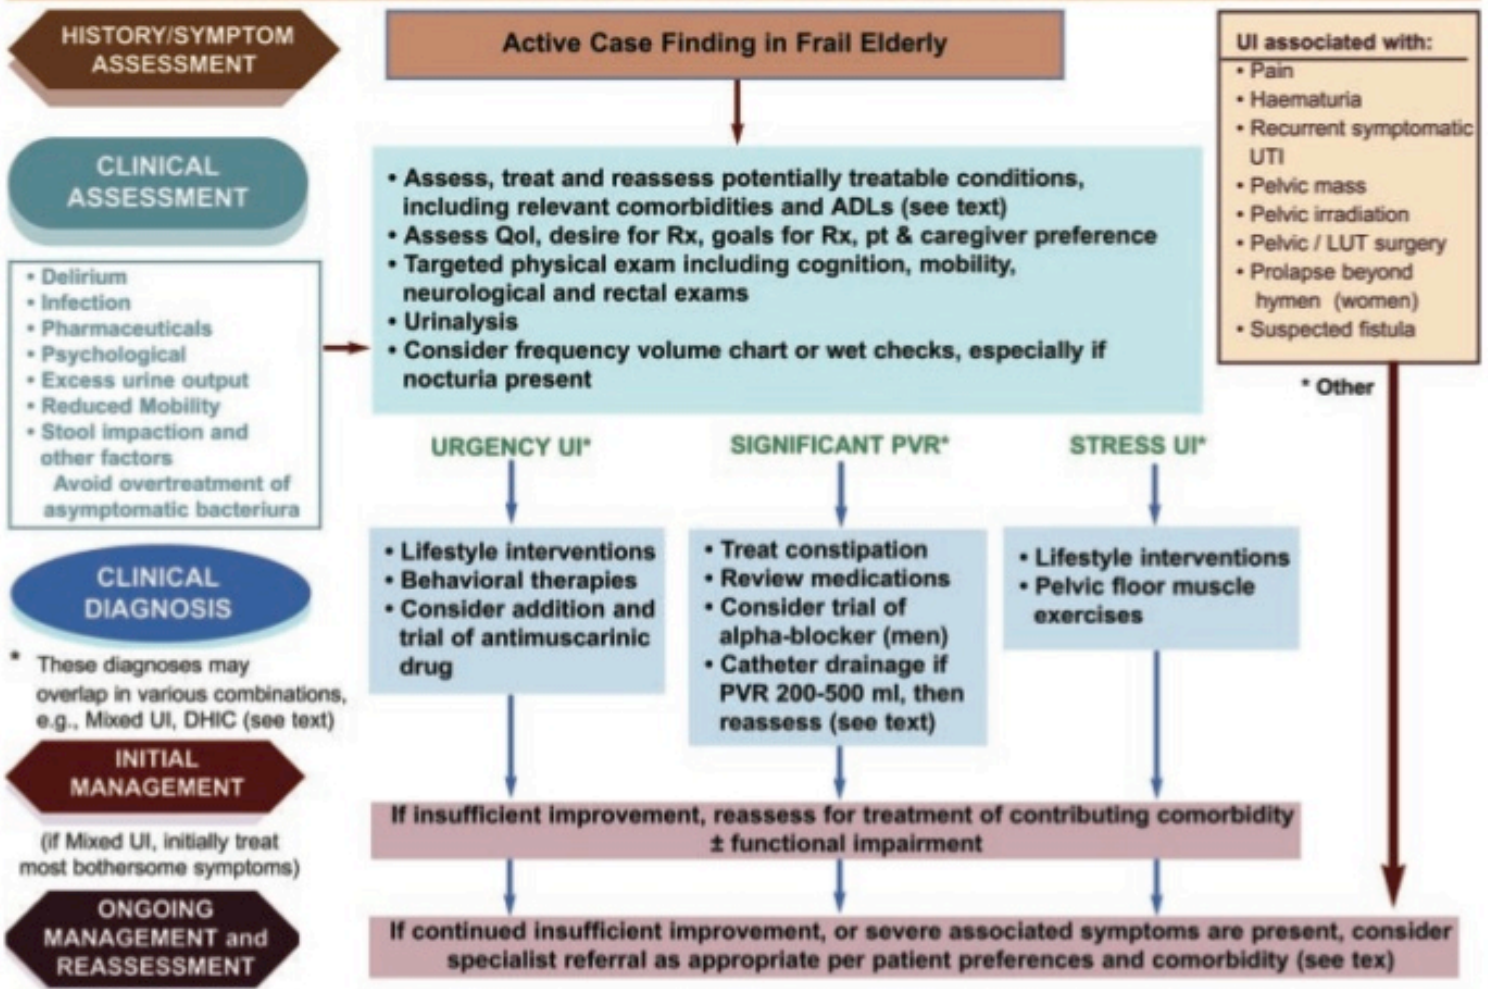 HISTORY/SYMPTOM
ASSESSMENT
Active Case Finding in Frail Elderly
UI associated with:
• Pain
• Haematuria
• Recurrent symptomatic
UTI
• Pelvic mass
• Pelvic irradiation
• Pelvic / LUT surgery
• Prolapse beyond
hymen (women)
• Suspected fistula
* Other
CLINICAL
ASSESSMENT
• Delirium
• Infection
• Pharmaceuticals
• Psychological
• Excess urine output
• Reduced Mobility
• Stool impaction and
other factors
Avoid overtreatment of
asymptomatic bacteriura
• Assess, treat and reassess potentially treatable conditions,
including relevant comorbidities and ADLs (see text)
• Assess Qol, desire for Rx, goals for Rx, pt & caregiver preference
• Targeted physical exam including cognition, mobility,
neurological and rectal exams
• Urinalysis
• Consider frequency volume chart or wet checks, especially if
nocturia present
CLINICAL
DIAGNOSIS
* These diagnoses may
overlap in various combinations,
e.g., Mixed UI, DHIC (see text)
URGENCY UI*
SIGNIFICANT PVR*
STRESS UI*
• Lifestyle interventions
• Behavioral therapies
• Consider addition and
trial of antimuscarinic
drug
• Treat constipation
• Review medications
• Consider trial of
alpha-blocker (men)
• Catheter drainage if
PVR 200-500 ml, then
reassess (see text)
• Lifestyle interventions
• Pelvic floor muscle
exercises
INITIAL
MANAGEMENT
(if Mixed UI, initially treat
most bothersome symptoms)
If insufficient improvement, reassess for treatment of contributing comorbidity
± functional impairment
ONGOING
MANAGEMENT and
REASSESSMENT
If continued insufficient improvement, or severe associated symptoms are present, consider
specialist referral as appropriate per patient preferences and comorbidity (see tex)